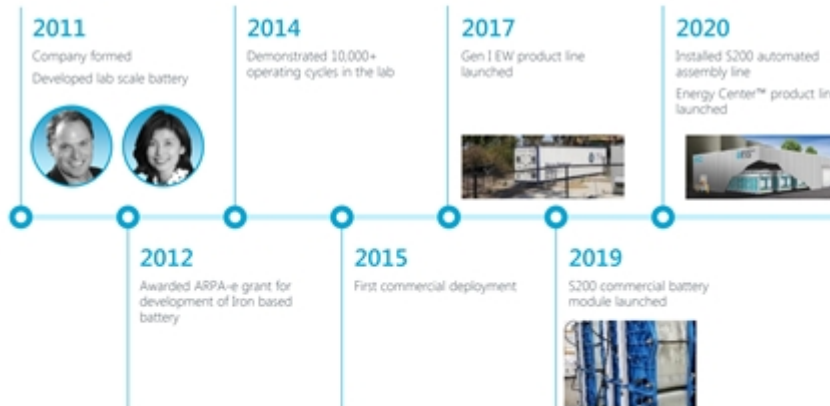 2011
Company formed
Developed lab scale battery
2014
Demonstrated 10,000+
operating cycles in the lab
2017
Gen I EW product line
launched
2020
Installed S200 automated
assembly line
Energy Center™ product
launched
2012
Awarded ARPA-e grant for
development of Iron based
battery
2015
First commercial deployment
2019
S200 commercial battery
module launched